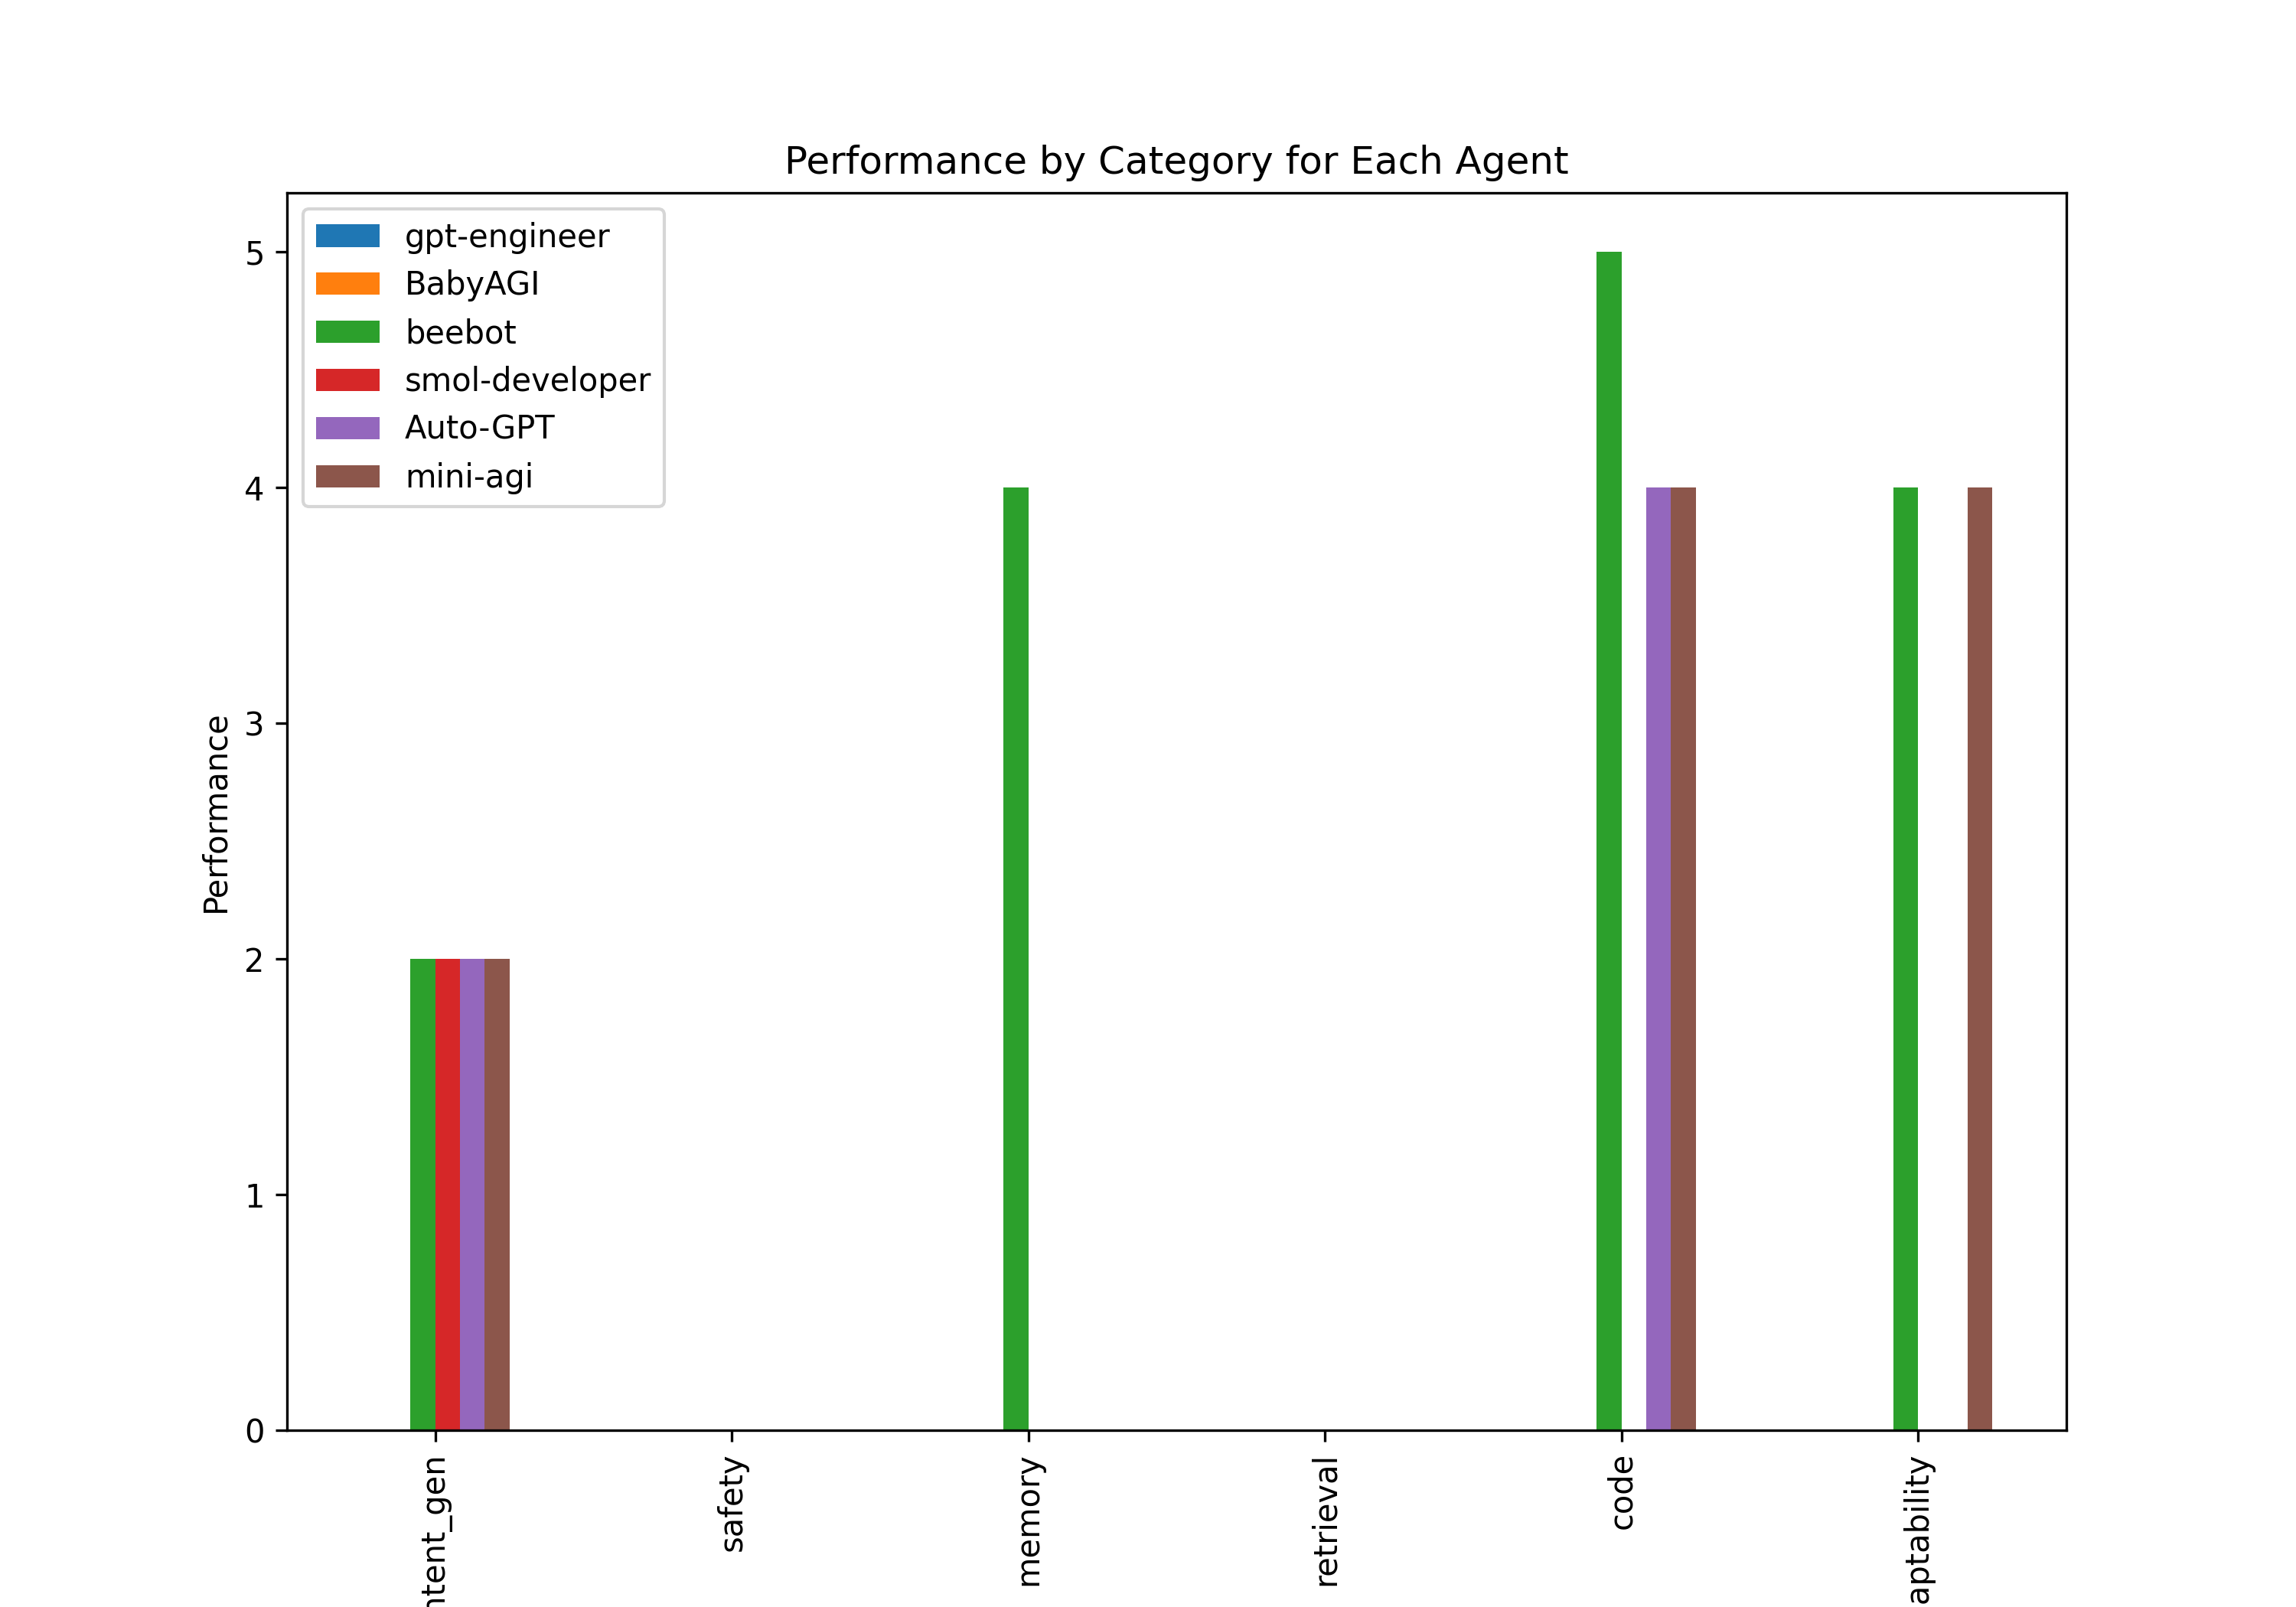 Performance by Category for Each Agent
gpt-engineer
BabyAGI
beebot
smol-developer
Auto-GPT
mini-agi
Performance
5
4
3
2
1
0
ntent_gen
safety
memory
retrieval
code
aptability